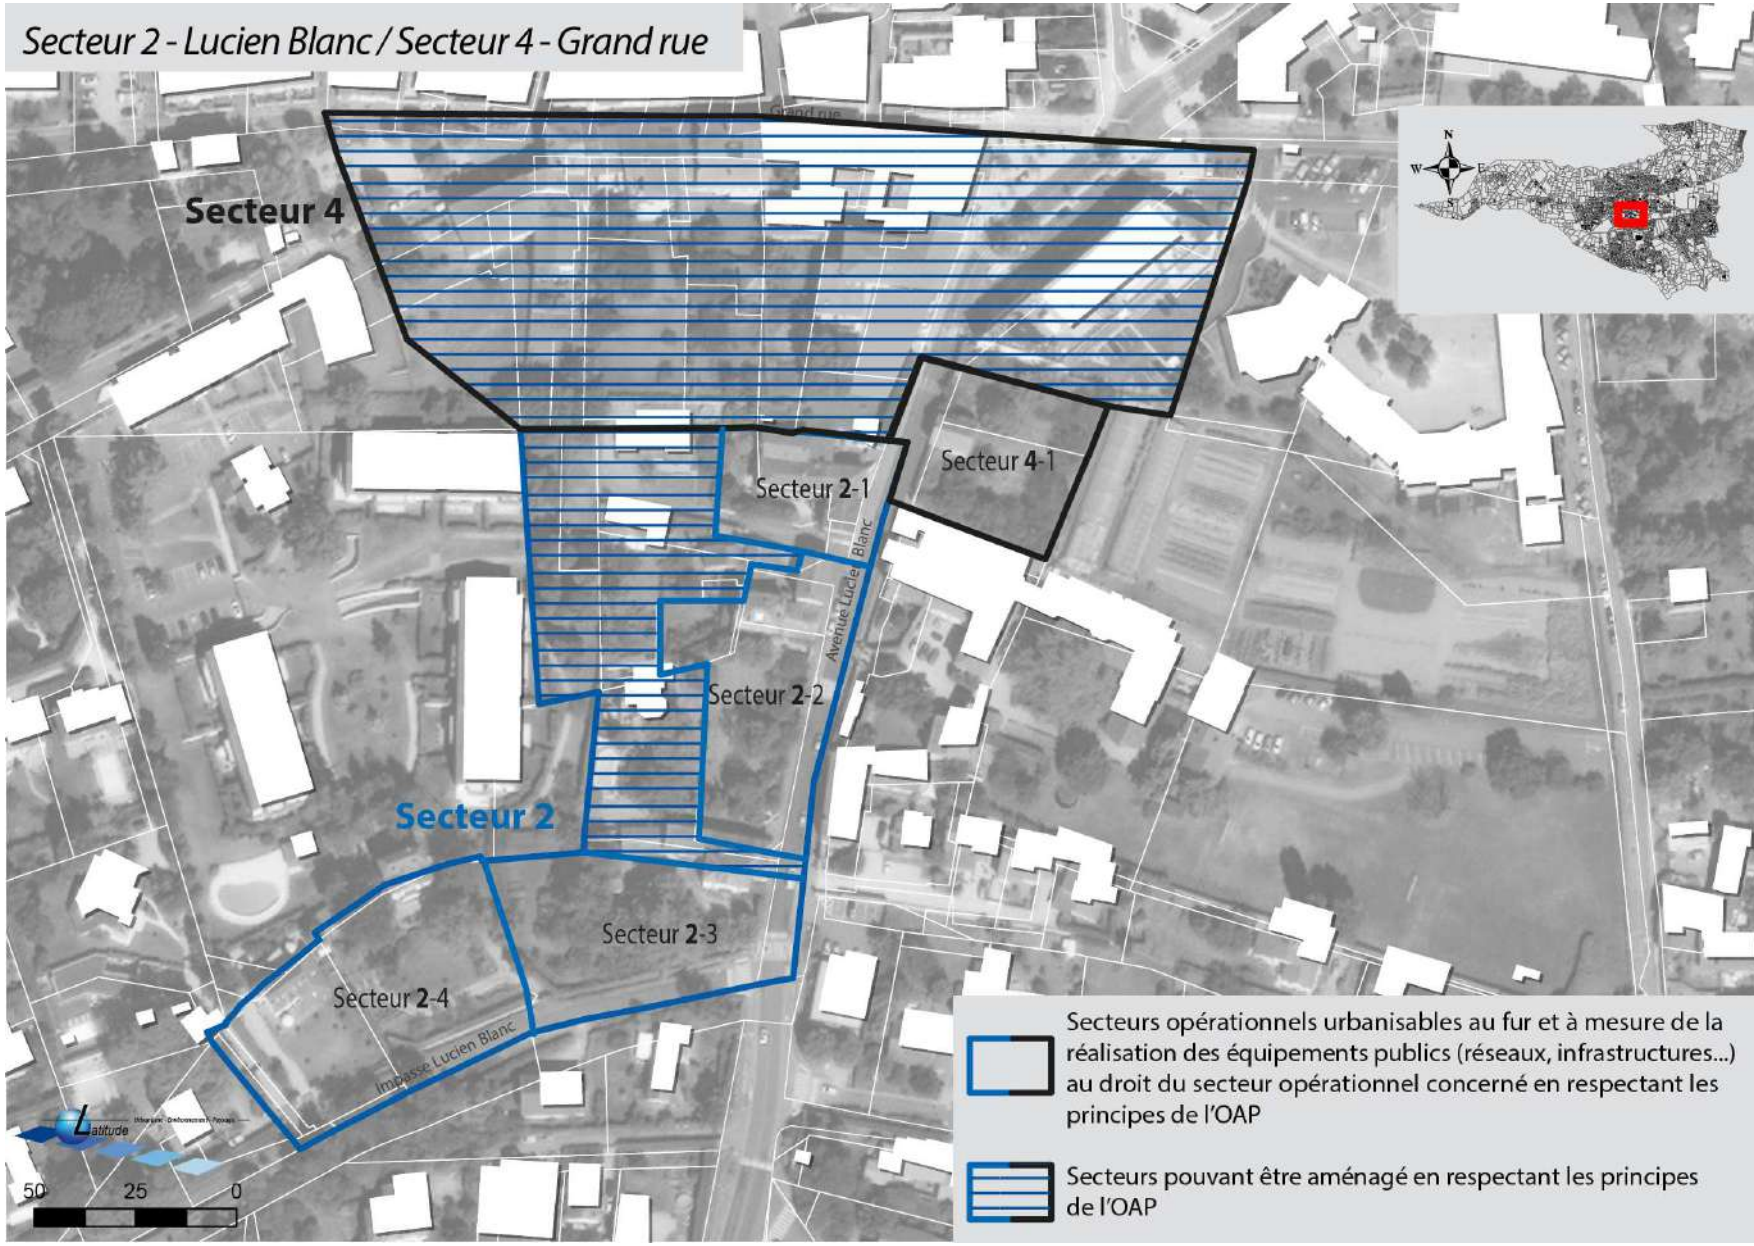 Secteur 2 - Lucien Blanc / Secteur 4 - Grand rue
Grand rue
N
W E
S
Secteur 4
Secteur 4-1
Secteur 2-1
Avenue Lucien Blanc
Secteur 2-2
Secteur 2
Secteur 2-3
Secteur 2-4
Impasse Lucien Blanc
Secteurs opérationnels urbanisables au fur et à mesure de la
réalisation des équipements publics (réseaux, infrastructures...)
au droit du secteur opérationnel concerné en respectant les
principes de l'OAP
Secteurs pouvant être aménagé en respectant les principes
de l'OAP
Latitude
Urbanisme - Environnement - Paysage
50 25 0